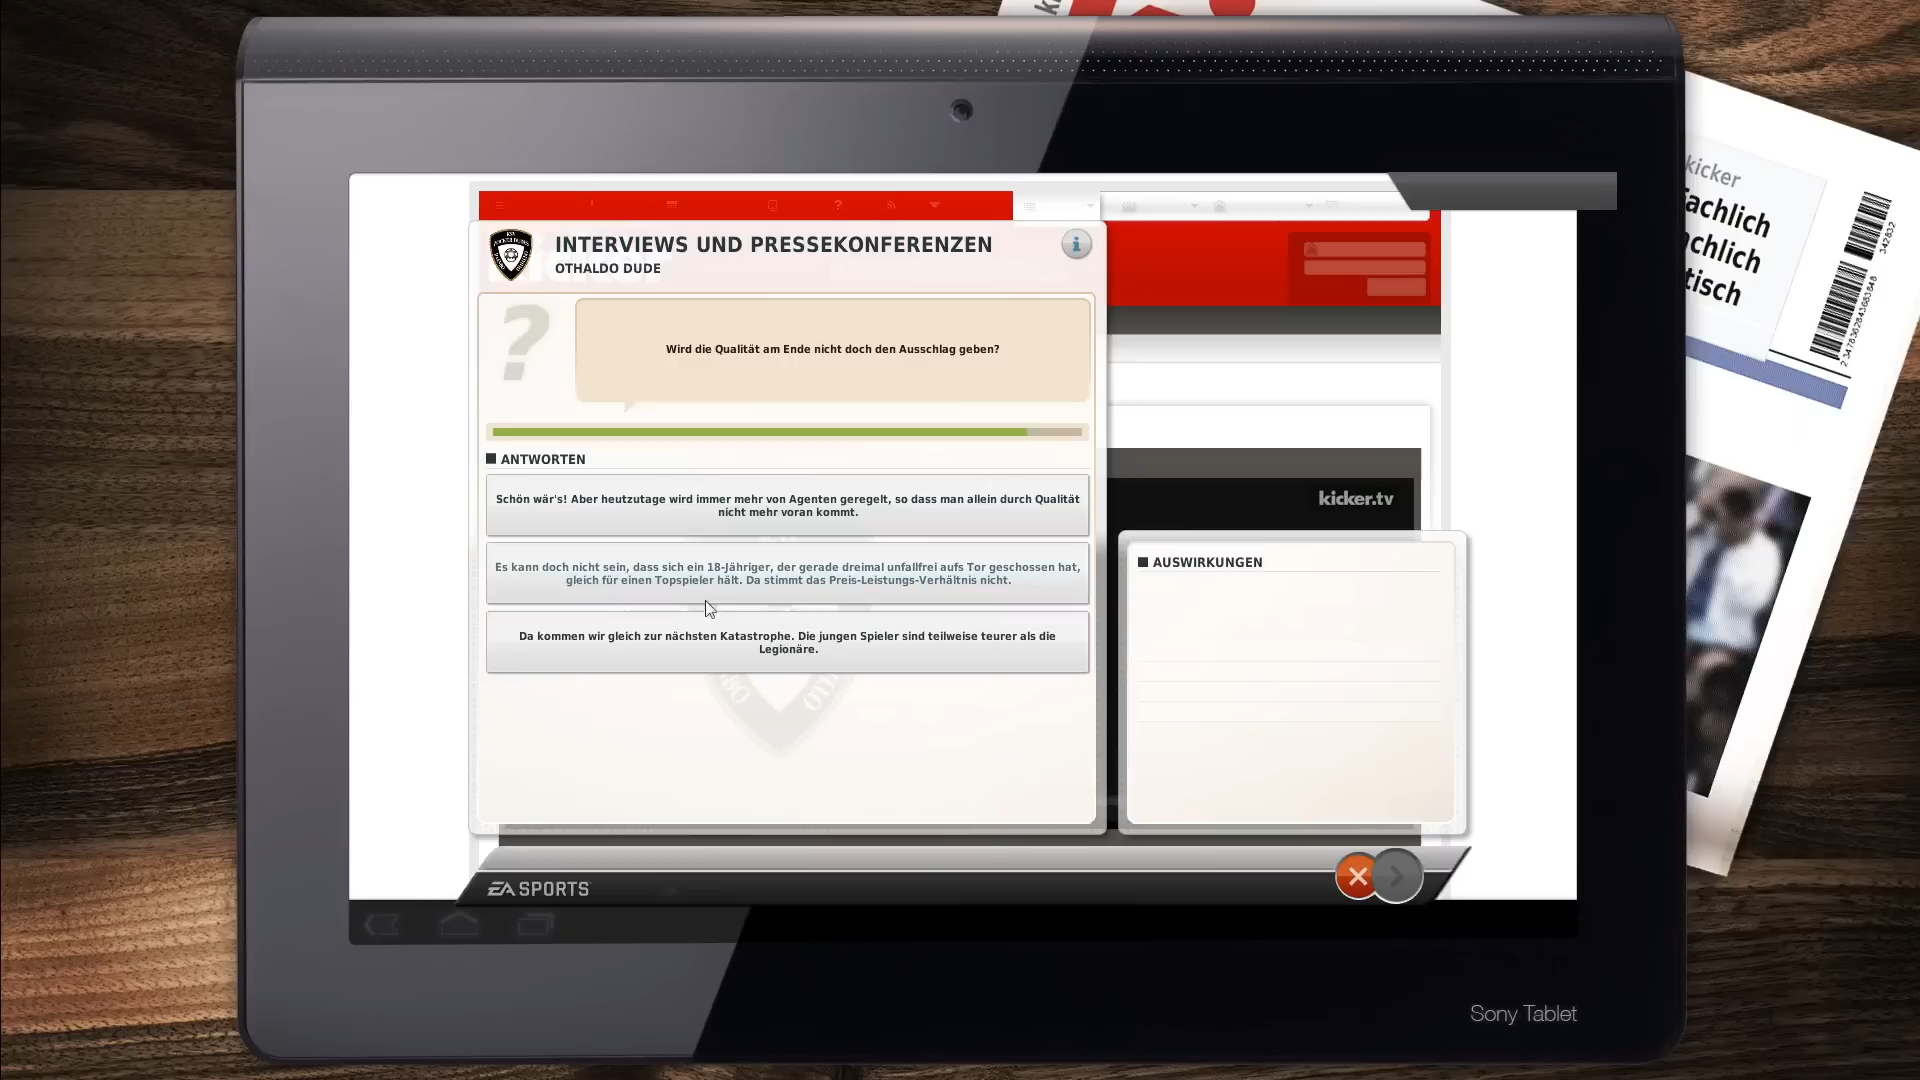 kicker
fachlich
tisch
342832
INTERVIEWS UND PRESSEKONFERENZEN
OTHALDO DUDE
?
Wird die Qualität am Ende nicht doch den Ausschlag geben?
ANTWORTEN
Schön wär's! Aber heutzutage wird immer mehr von Agenten geregelt, so dass man allein durch Qualität
nicht mehr voran kommt.
Es kann doch nicht sein, dass sich ein 18-Jähriger, der gerade dreimal unfallfrei aufs Tor geschossen hat,
gleich für einen Topspieler hält. Da stimmt das Preis-Leistungs-Verhältnis nicht.
Da kommen wir gleich zur nächsten Katastrophe. Die jungen Spieler sind teilweise teurer als die
Legionäre.
kicker.tv
AUSWIRKUNGEN
EA SPORTS
Sony Tablet